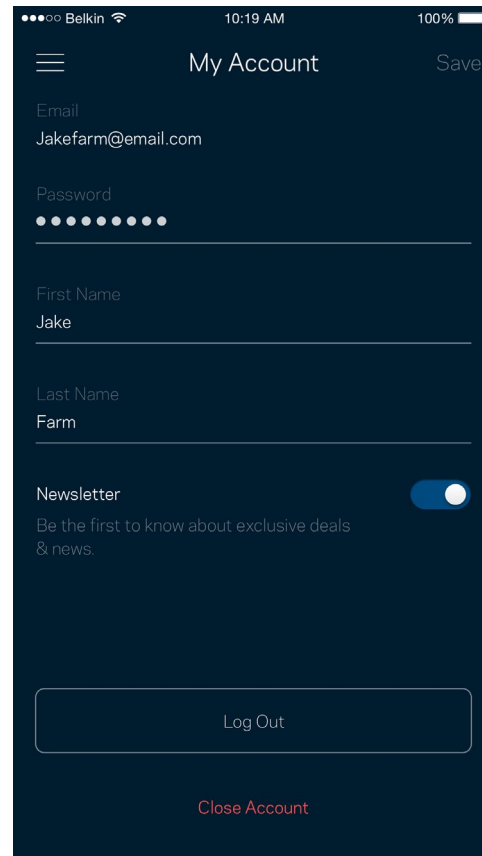 Belkin 10:19 AM 100%
My Account Save
Email
Jakefarm@email.com
Password
●●●●●●●●●
First Name
Jake
Last Name
Farm
Newsletter
Be the first to know about exclusive deals
& news.
Log Out
Close Account